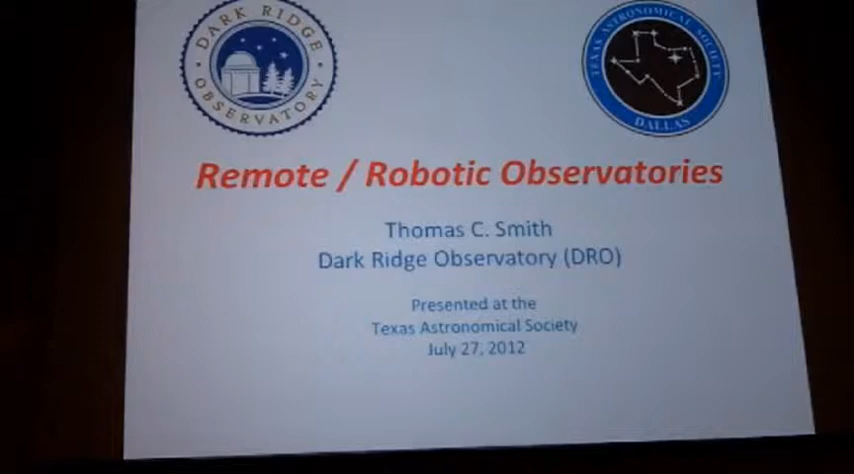 DARK RIDGE
OBSERVATORY
TEXAS ASTRONOMICAL SOCIETY
DALLAS
Remote / Robotic Observatories
Thomas C. Smith
Dark Ridge Observatory (DRO)
Presented at the
Texas Astronomical Society
July 27, 2012